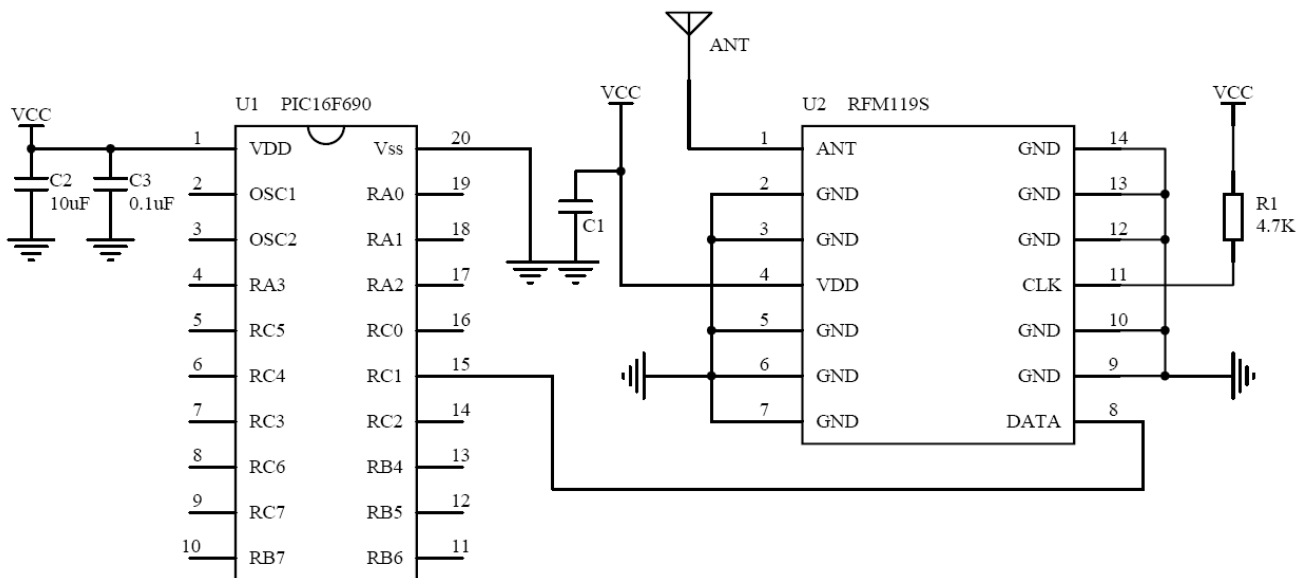 ANT
VCC
U1 PIC16F690
VCC
U2 RFM119S
VCC
1 VDD Vss 20
1 ANT GND 14
C2
10uF
C3
0.1uF
2 OSC1 RA0 19
2 GND GND 13
R1
4.7K
C1
3 OSC2 RA1 18
3 GND GND 12
4 RA3 RA2 17
4 VDD CLK 11
5 RC5 RC0 16
5 GND GND 10
6 RC4 RC1 15
6 GND GND 9
7 RC3 RC2 14
7 GND DATA 8
8 RC6 RB4 13
9 RC7 RB5 12
10 RB7 RB6 11